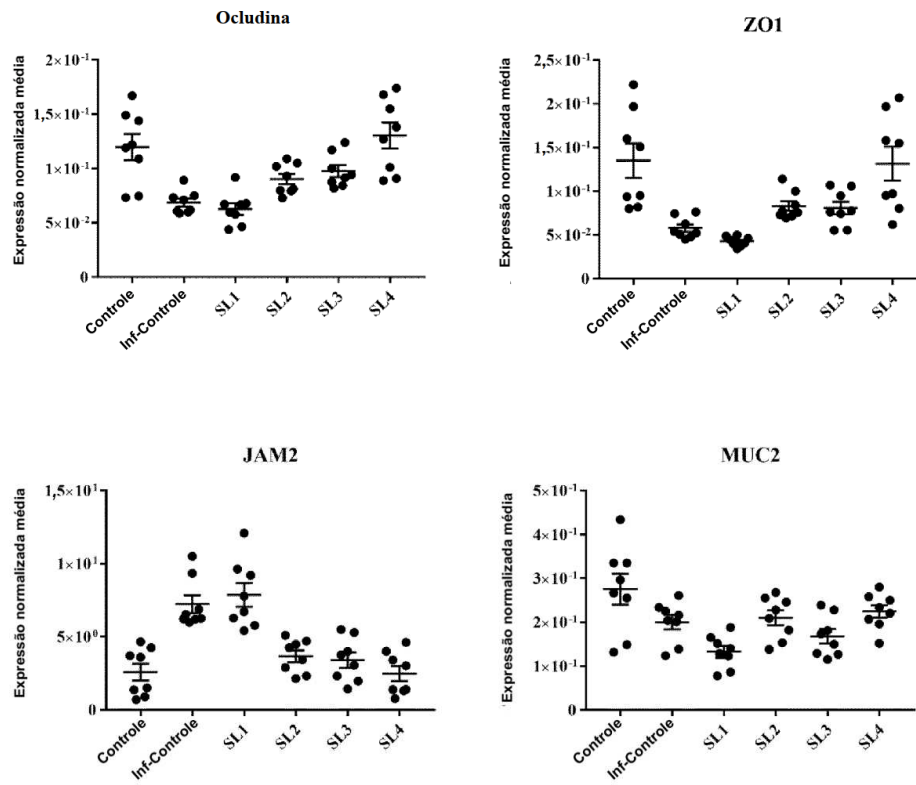 Ocludina
Expressão normalizada média
2×10⁻¹
1,5×10⁻¹
1×10⁻¹
5×10⁻²
0
Controle
Inf-Controle
SL1
SL2
SL3
SL4
ZO1
Expressão normalizada média
2,5×10⁻¹
1,5×10⁻¹
1×10⁻¹
5×10⁻²
0
Controle
Inf-Controle
SL1
SL2
SL3
SL4
JAM2
Expressão normalizada média
1,5×10¹
1×10¹
5×10⁰
0
Controle
Inf-Controle
SL1
SL2
SL3
SL4
MUC2
Expressão normalizada média
5×10⁻¹
4×10⁻¹
3×10⁻¹
2×10⁻¹
1×10⁻¹
0
Controle
Inf-Controle
SL1
SL2
SL3
SL4